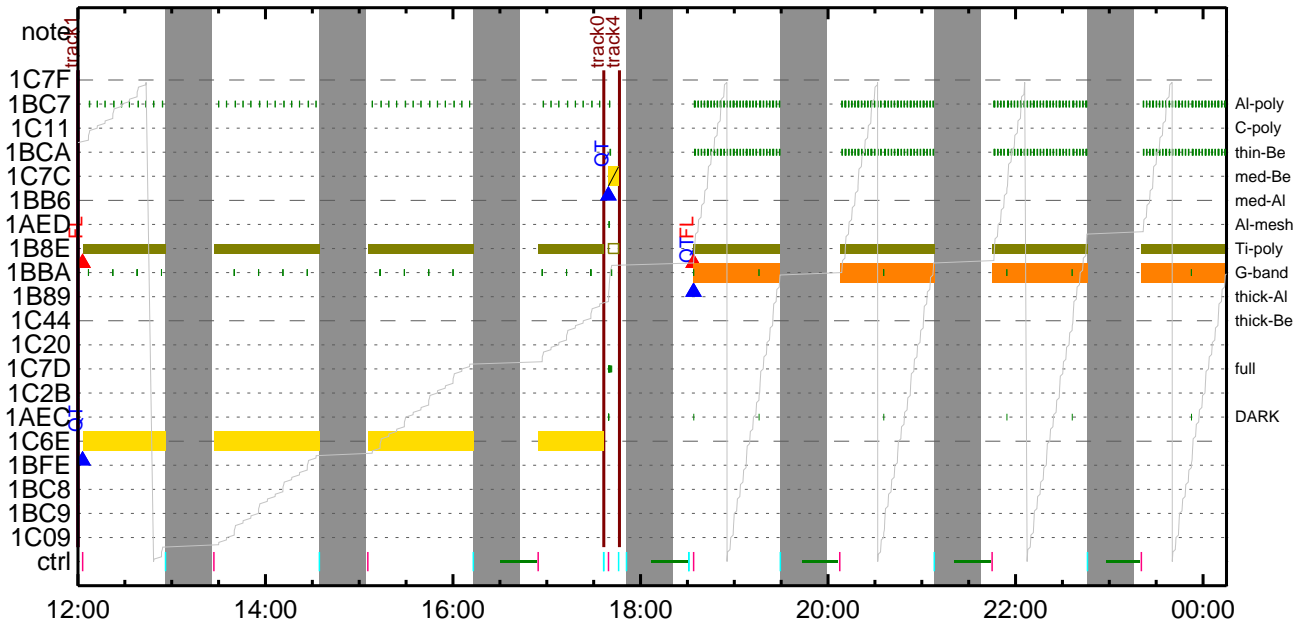 note
track1
track0
track4
1C7F
1BC7 Al-poly
1C11 C-poly
1BCA thin-Be
QT
1C7C med-Be
1BB6 med-Al
1AED Al-mesh
FL
FL
1B8E Ti-poly
QT
1BBA G-band
1B89 thick-Al
1C44 thick-Be
1C20
1C7D full
1C2B
1AEC DARK
QT
1C6E
1BFE
1BC8
1BC9
1C09
ctrl
12:00 14:00 16:00 18:00 20:00 22:00 00:00